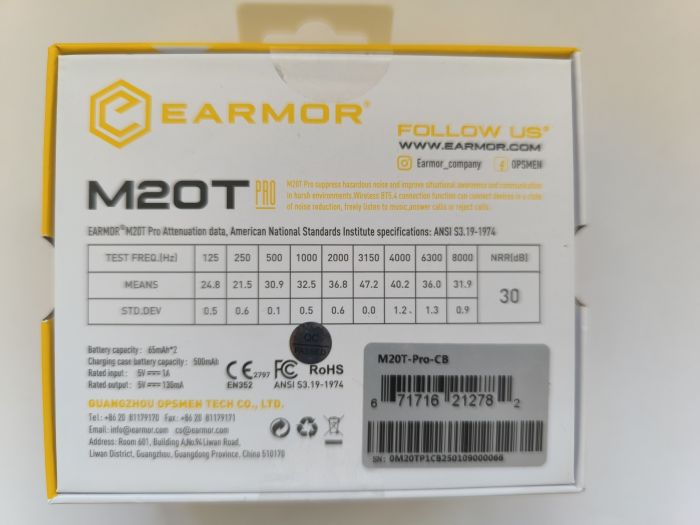 EARMOR®
FOLLOW US®
WWW.EARMOR.COM
Earmor_company OPSMEN
M20T PRO
M20T Pro suppress hazardous noise and improve situational awareness and communication
in harsh environments.Wireless BT5.4 connection function can connect devices in a state
of noise reduction, freely listen to music,answer calls or reject calls.
EARMOR®M20T Pro Attenuation data, American National Standards Institute specifications: ANSI S3.19-1974
TEST FREQ.(Hz) 125 250 500 1000 2000 3150 4000 6300 8000 NRR(dB)
MEANS 24.8 21.5 30.9 32.5 36.8 47.2 40.2 36.0 31.9 30
STD.DEV 0.5 0.6 0.1 0.5 0.6 0.0 1.2 1.3 0.9
QC
PASSED
Battery capacity : 65mAh*2
Charging case battery capacity : 500mAh
Rated input : 5V 1A
Rated output : 5V 130mA
CE 2797 FC RoHS
EN352 ANSI S3.19-1974
GUANGZHOU OPSMEN TECH CO., LTD.
Tel.: +86 20 81179170 Fax: +86 20 81179171
Email: info@earmor.com cs@earmor.com
Address: Room 601, Building A,No.94 Liwan Road,
Liwan District, Guangzhou, Guangdong Province, China 510170
M20T-Pro-CB
6 71716 21278 2
SN: 0M20TP1CB250109000066